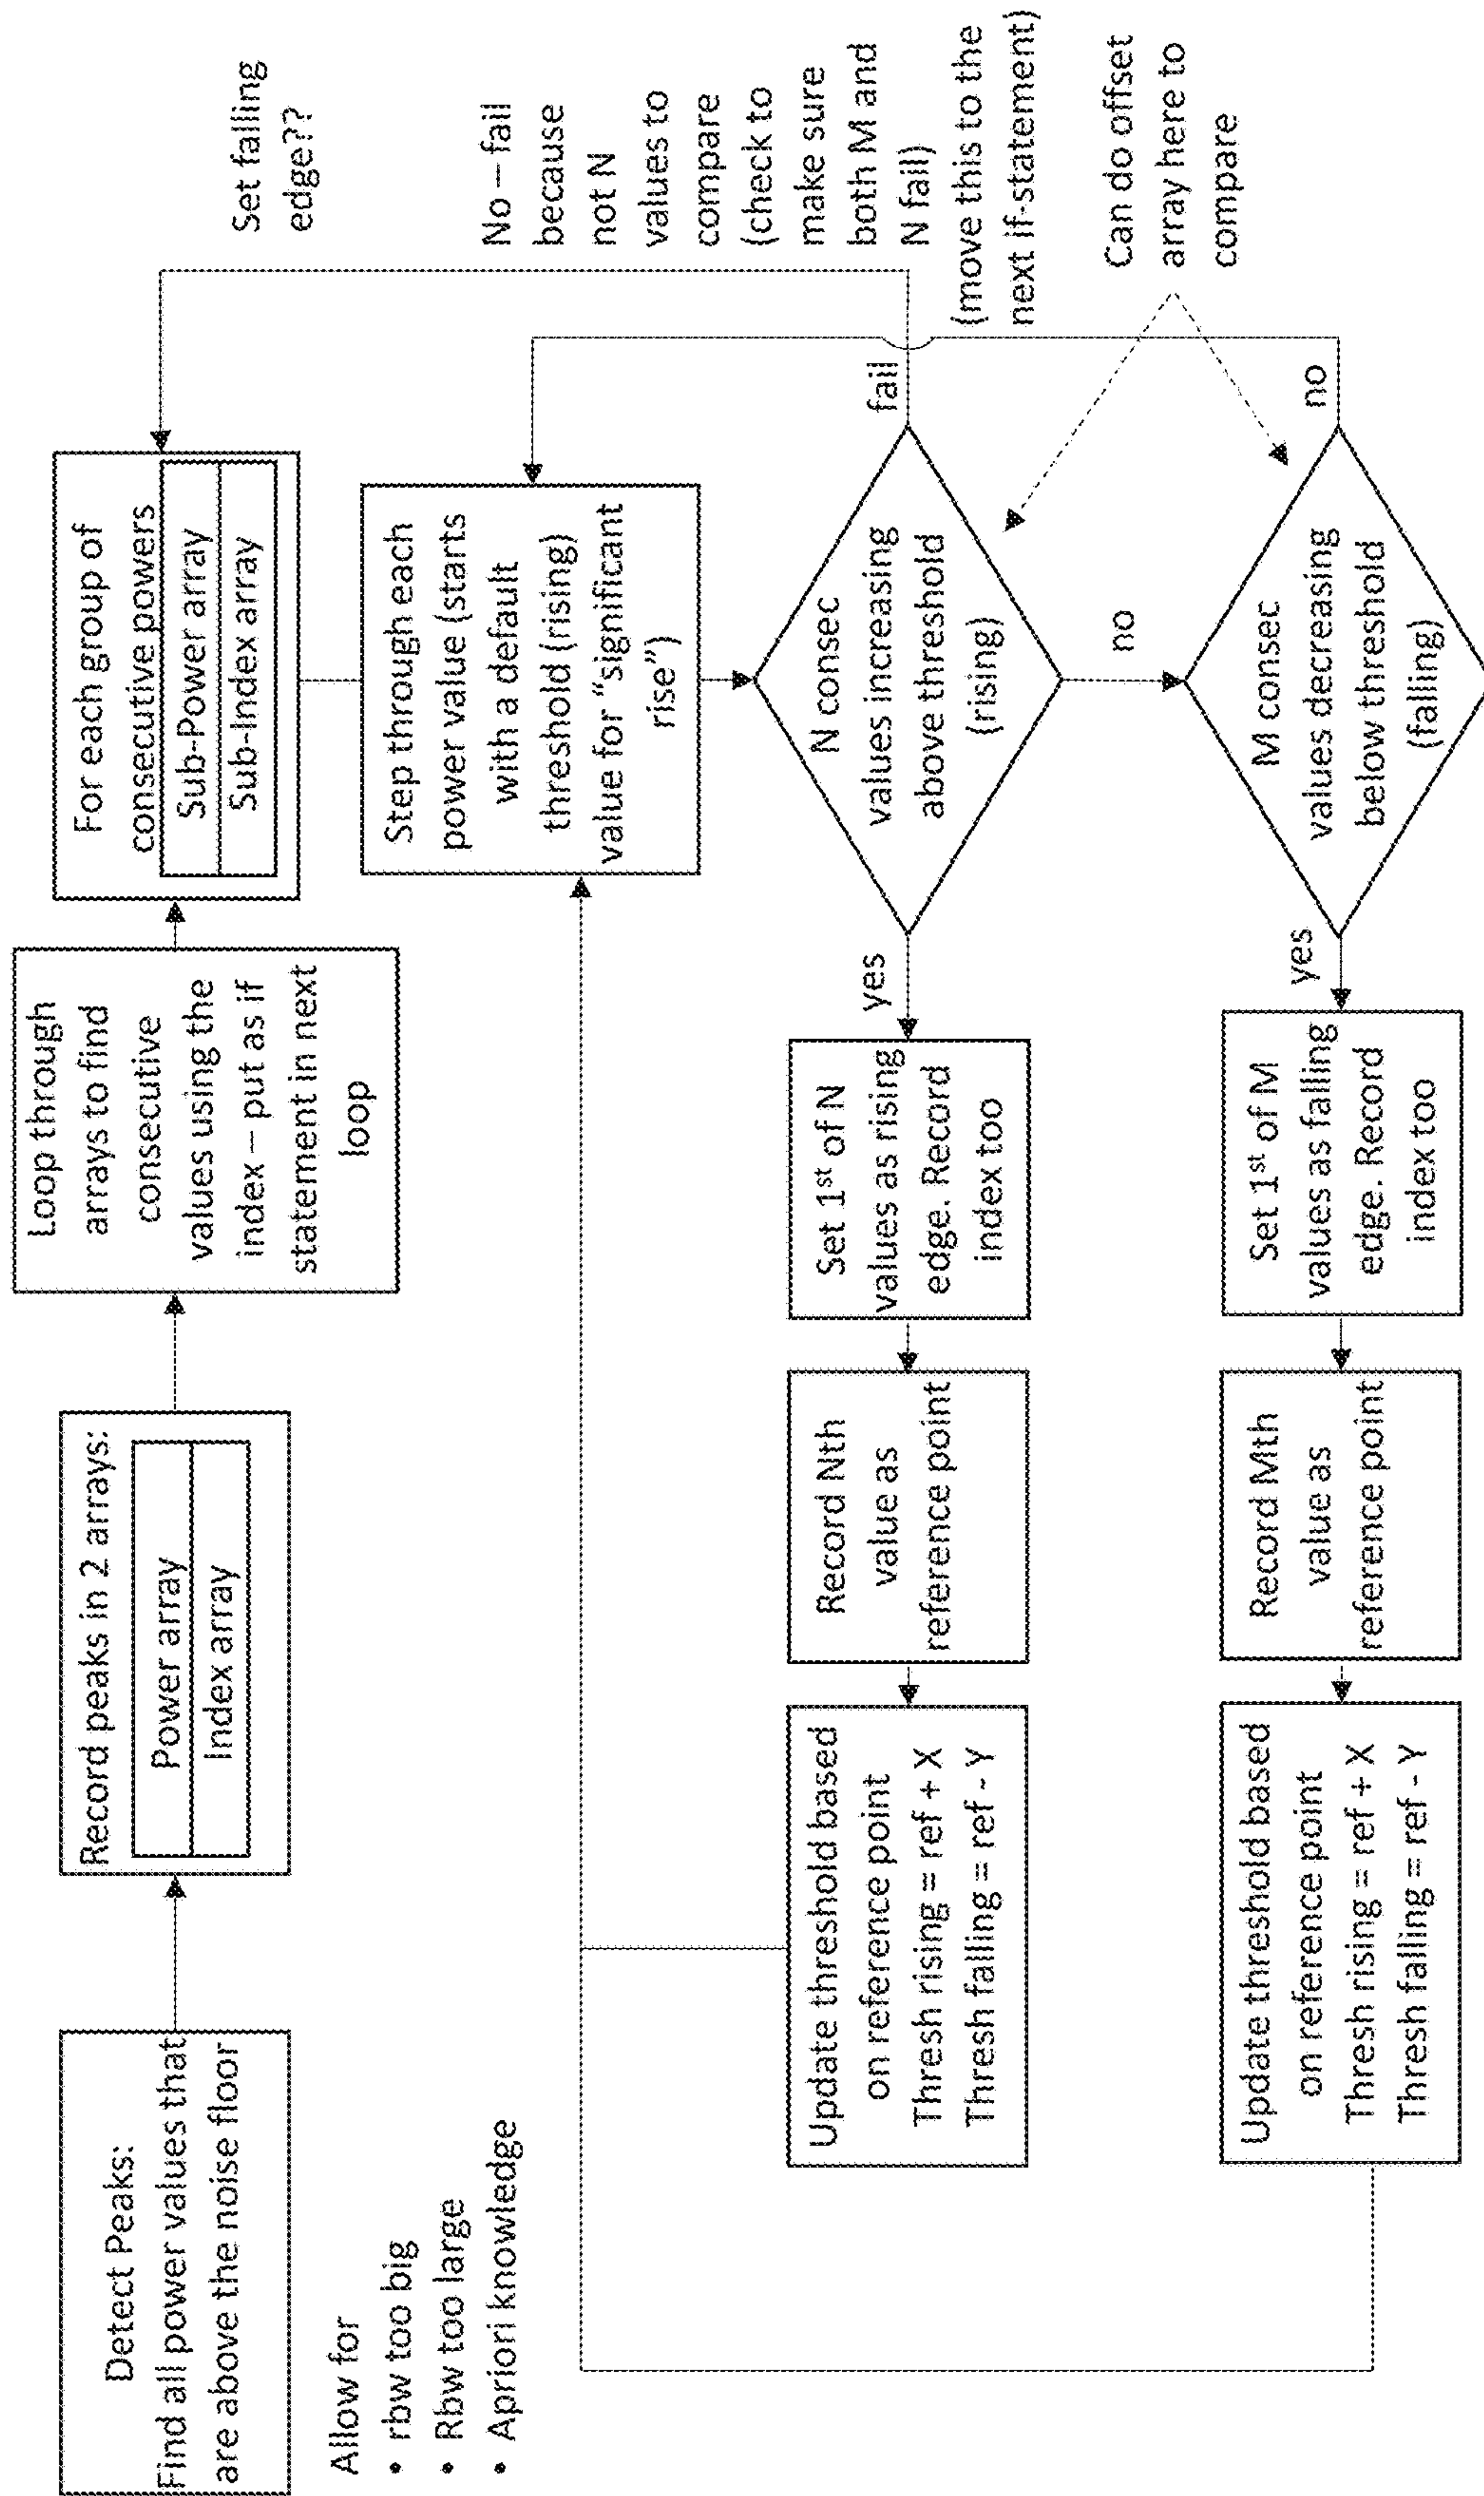 Detect Peaks:
Find all power values that
are above the noise floor
Allow for
• rbw too big
• Rbw too large
• Apriori knowledge
Record peaks in 2 arrays:
Power array
Index array
Loop through
arrays to find
consecutive
values using the
index – put as if
statement in next
loop
For each group of
consecutive powers
Sub-Power array
Sub-Index array
Set falling
edge??
Step through each
power value (starts
with a default
threshold (rising)
value for “significant
rise”)
No – fail
because
not N
values to
compare
(check to
make sure
both M and
N fail)
(move this to the
next if-statement)
Can do offset
array here to
compare
N consec
values increasing
above threshold
(rising)
fail
yes
no
Set 1st of N
values as rising
edge. Record
index too
Record Nth
value as
reference point
Update threshold based
on reference point
Thresh rising = ref + X
Thresh falling = ref - Y
M consec
values decreasing
below threshold
(falling)
no
yes
Set 1st of M
values as falling
edge. Record
index too
Record Mth
value as
reference point
Update threshold based
on reference point
Thresh rising = ref + X
Thresh falling = ref - Y